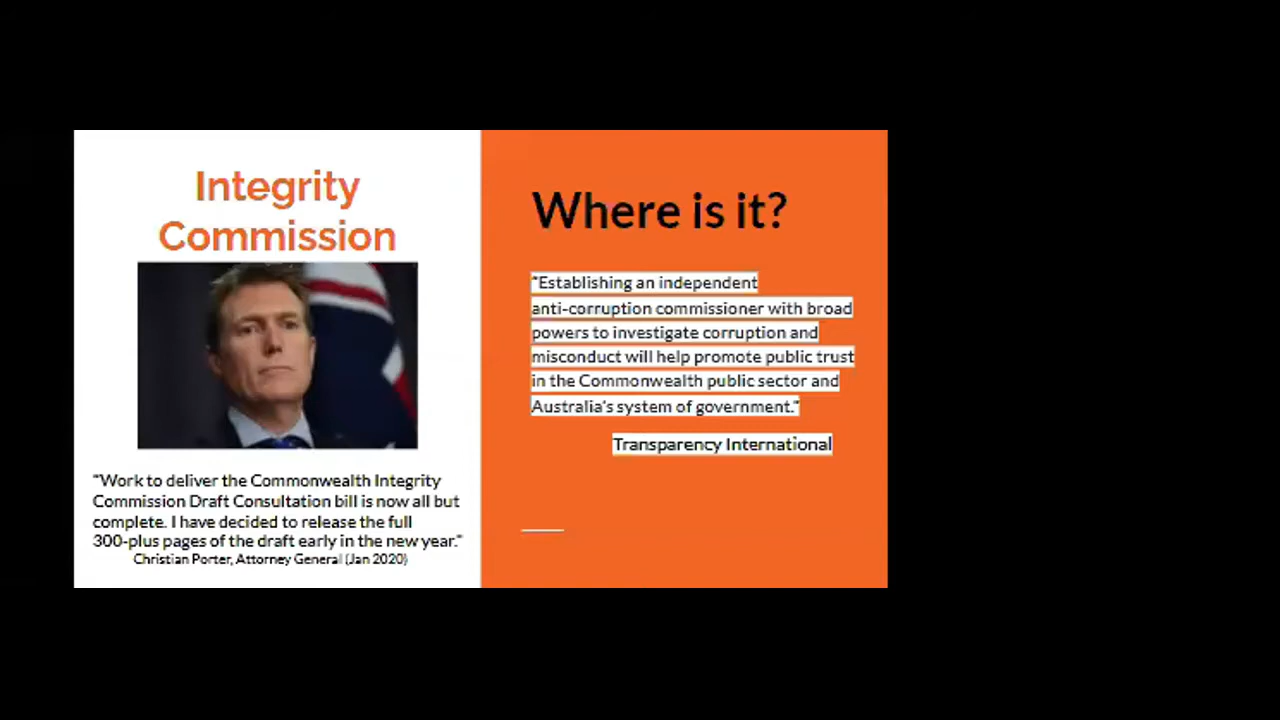 Integrity
Commission
"Work to deliver the Commonwealth Integrity
Commission Draft Consultation bill is now all but
complete. I have decided to release the full
300-plus pages of the draft early in the new year."
Christian Porter, Attorney General (Jan 2020)
Where is it?
"Establishing an independent
anti-corruption commissioner with broad
powers to investigate corruption and
misconduct will help promote public trust
in the Commonwealth public sector and
Australia's system of government."
Transparency International